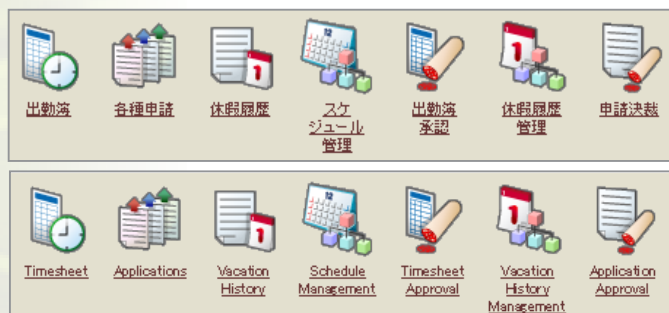 出勤簿 各種申請 休暇履歴 スケ 出勤簿 休暇履歴 申請決裁
ジュール 承認 管理
管理
Timesheet Applications Vacation Schedule Timesheet Vacation Application
History Management Approval History Approval
Management